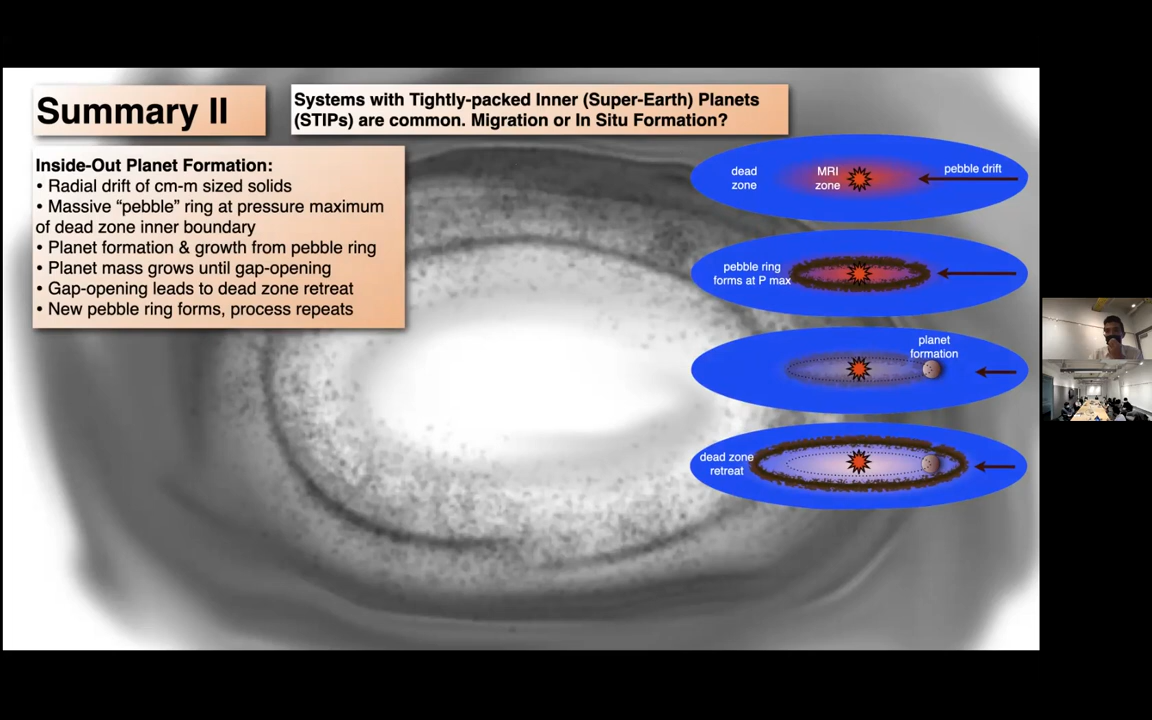 Summary II
Systems with Tightly-packed Inner (Super-Earth) Planets
(STIPs) are common. Migration or In Situ Formation?
Inside-Out Planet Formation:
• Radial drift of cm-m sized solids
• Massive “pebble” ring at pressure maximum
of dead zone inner boundary
• Planet formation & growth from pebble ring
• Planet mass grows until gap-opening
• Gap-opening leads to dead zone retreat
• New pebble ring forms, process repeats
dead
zone
MRI
zone
pebble drift
pebble ring
forms at P max
planet
formation
dead zone
retreat